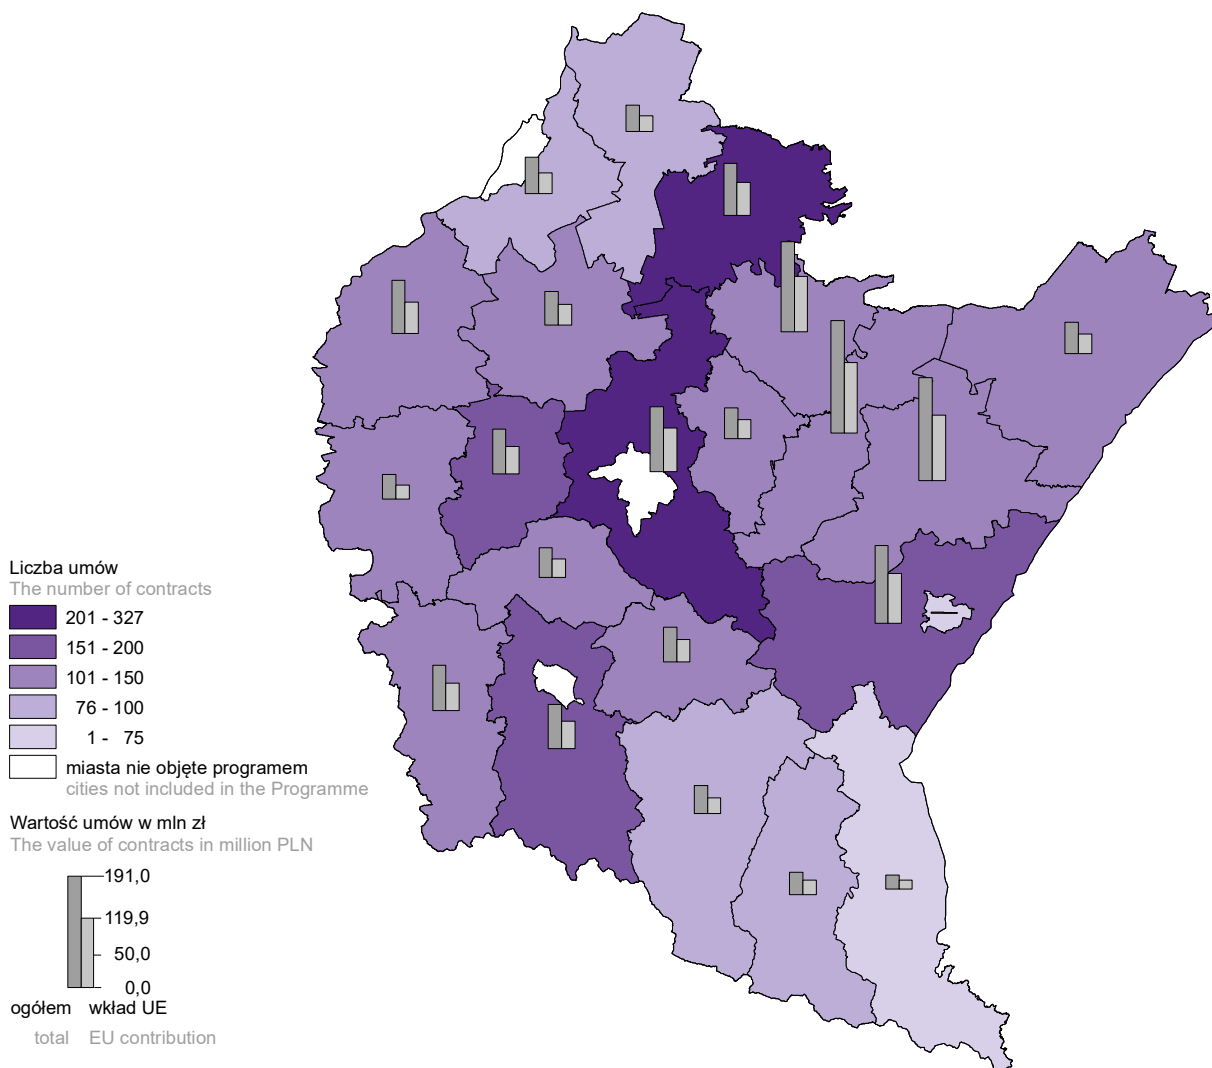 Liczba umów
The number of contracts
201 - 327
151 - 200
101 - 150
76 - 100
1 - 75
miasta nie objęte programem
cities not included in the Programme
Wartość umów w mln zł
The value of contracts in million PLN
191,0
119,9
50,0
0,0
ogółem wkład UE
total EU contribution